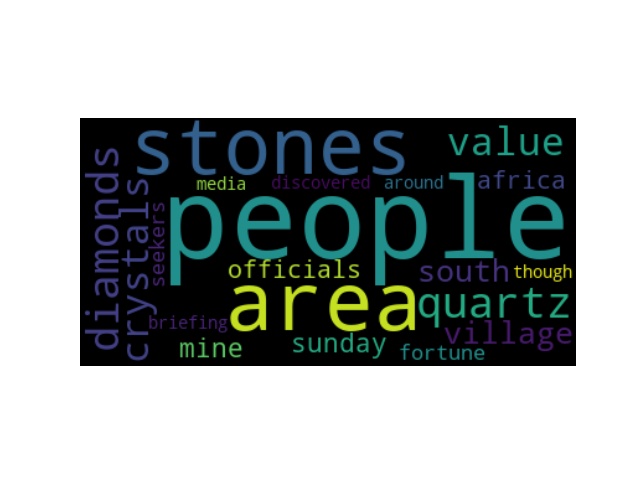 stones
value
media
discovered
around
africa
people
diamonds
crystals
seekers
officials
south
though
area
quartz
briefing
village
mine
sunday
fortune